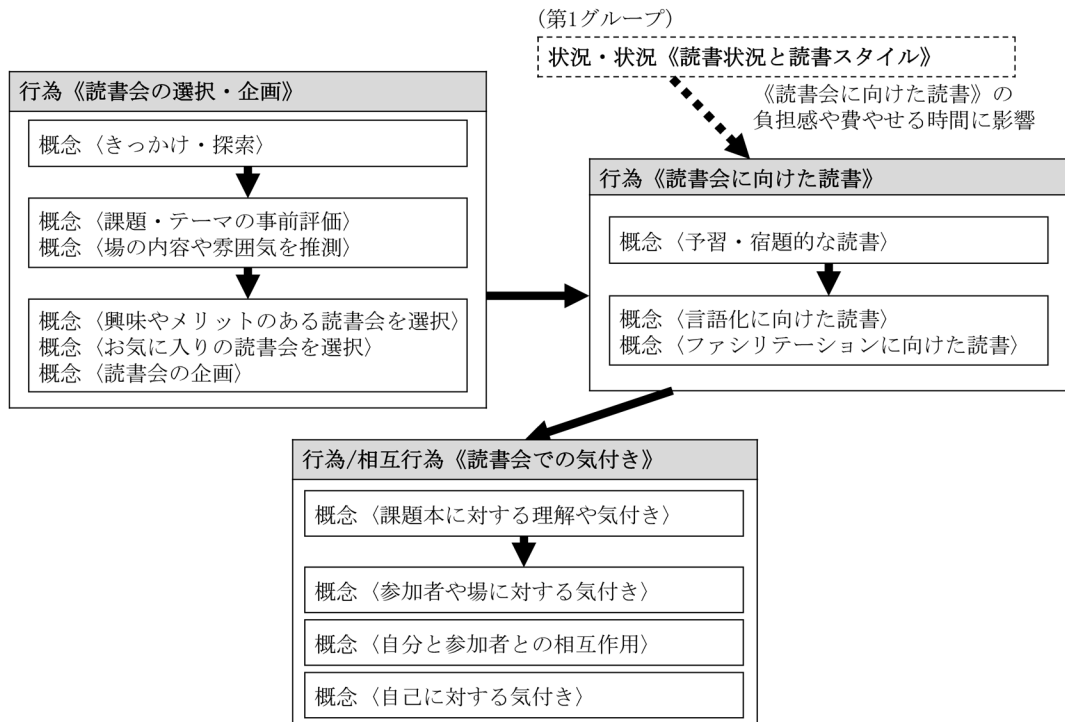 （第1グループ）
状況・状況《読書状況と読書スタイル》
《読書会に向けた読書》の
負担感や費やせる時間に影響
行為《読書会の選択・企画》
概念〈きっかけ・探索〉
概念〈課題・テーマの事前評価〉
概念〈場の内容や雰囲気を推測〉
概念〈興味やメリットのある読書会を選択〉
概念〈お気に入りの読書会を選択〉
概念〈読書会の企画〉
行為《読書会に向けた読書》
概念〈予習・宿題的な読書〉
概念〈言語化に向けた読書〉
概念〈ファシリテーションに向けた読書〉
行為/相互行為《読書会での気付き》
概念〈課題本に対する理解や気付き〉
概念〈参加者や場に対する気付き〉
概念〈自分と参加者との相互作用〉
概念〈自己に対する気付き〉